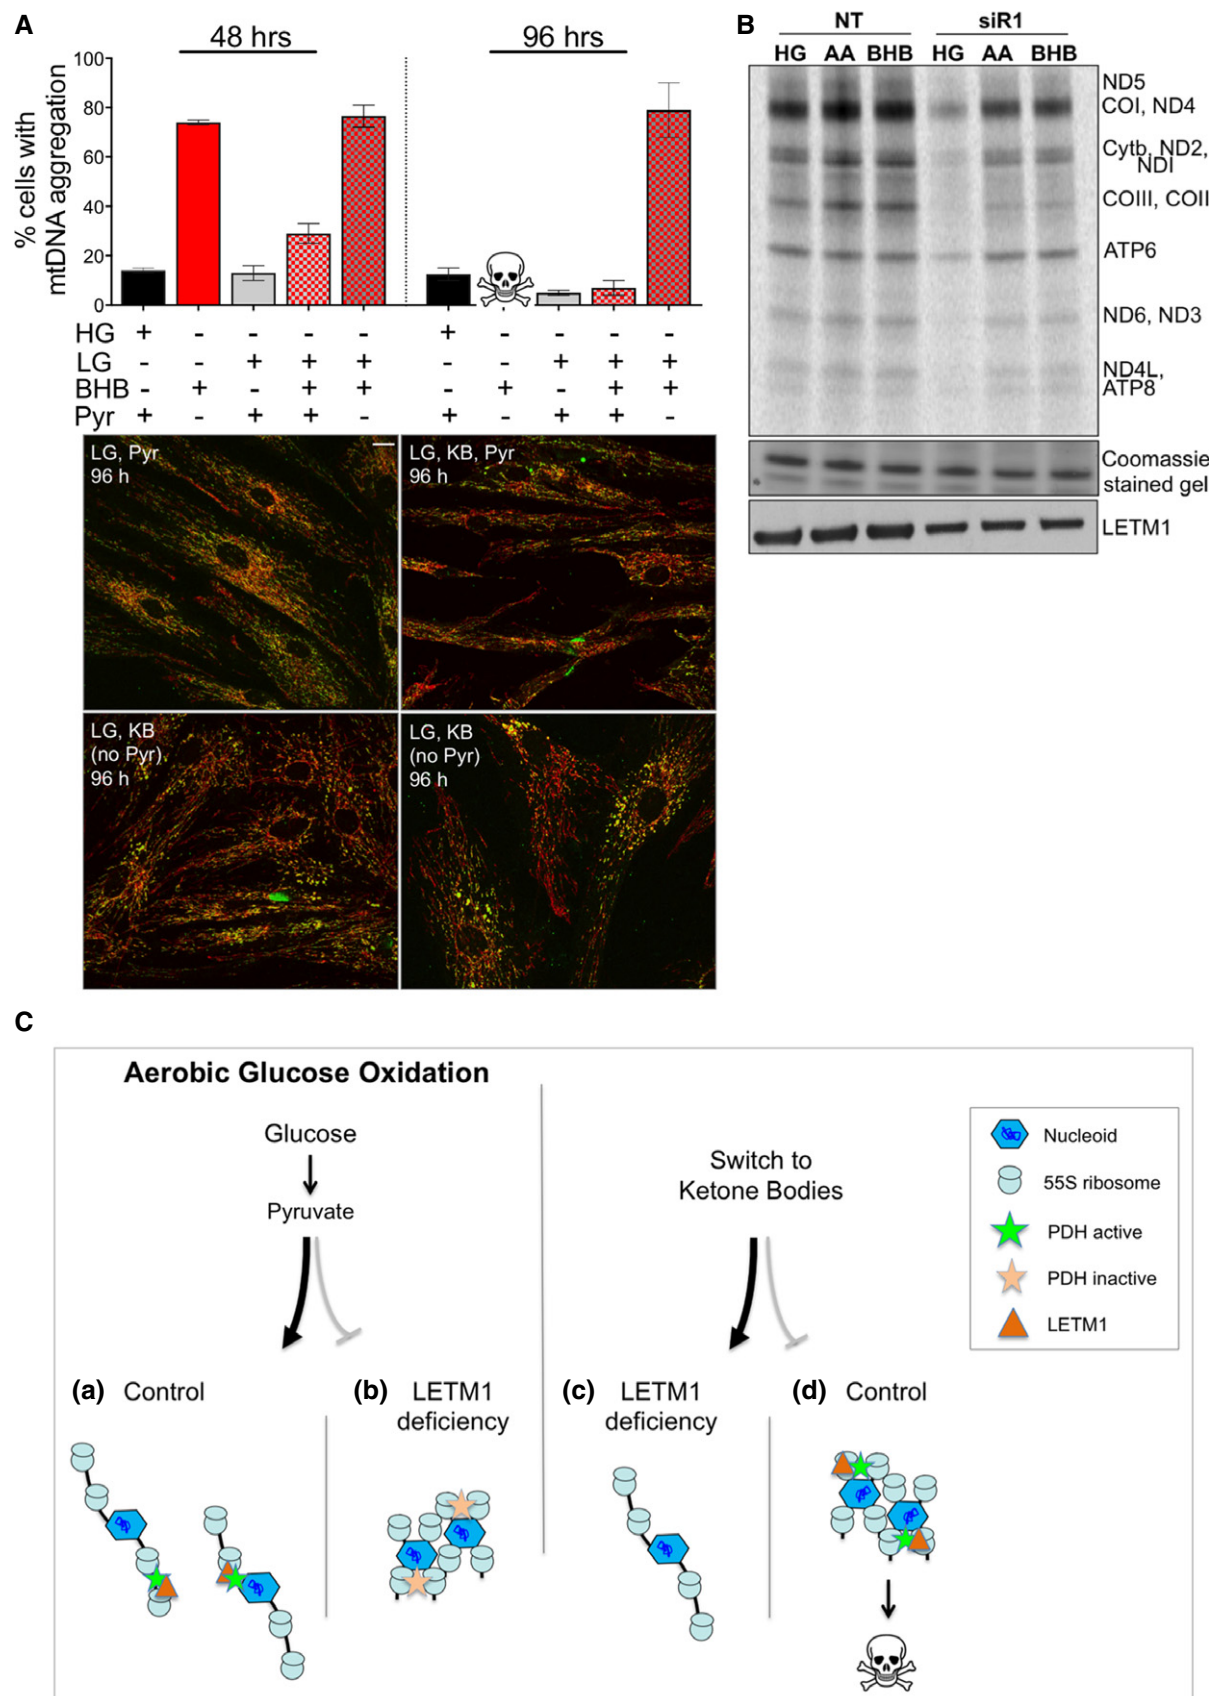 A
48 hrs
96 hrs
% cells with
mtDNA aggregation
100
80
60
40
20
0
HG + - - - - + - - - -
LG - - + + + - - + + +
BHB - + - + + - + - + +
Pyr + - + + - + - + + -
LG, Pyr
96 h
LG, KB, Pyr
96 h
LG, KB
(no Pyr)
96 h
LG, KB
(no Pyr)
96 h
B
NT
siR1
HG AA BHB HG AA BHB
ND5
COI, ND4
Cytb, ND2,
NDI
COIII, COII
ATP6
ND6, ND3
ND4L,
ATP8
Coomassie
stained gel
LETM1
C
Aerobic Glucose Oxidation
Glucose
Pyruvate
Switch to
Ketone Bodies
Nucleoid
55S ribosome
PDH active
PDH inactive
LETM1
(a) Control
(b) LETM1
deficiency
(c) LETM1
deficiency
(d) Control